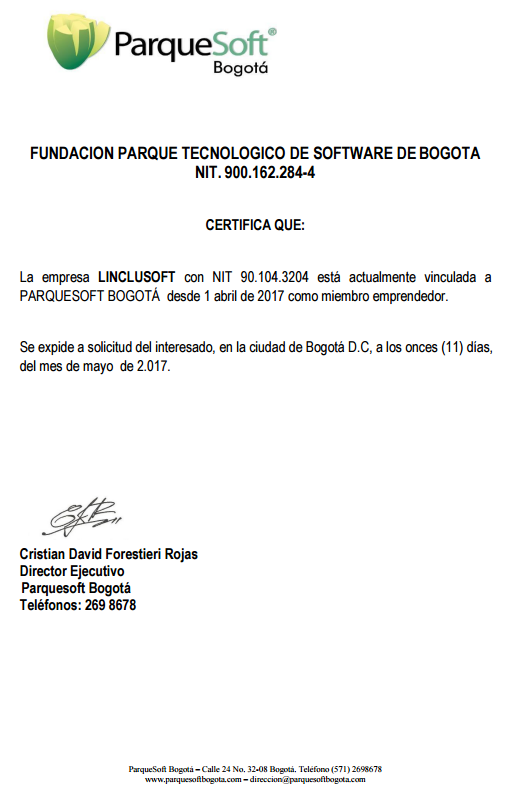 ParqueSoft®
Bogotá
FUNDACION PARQUE TECNOLOGICO DE SOFTWARE DE BOGOTA
NIT. 900.162.284-4
CERTIFICA QUE:
La empresa LINCLUSOFT con NIT 90.104.3204 está actualmente vinculada a
PARQUESOFT BOGOTÁ desde 1 abril de 2017 como miembro emprendedor.
Se expide a solicitud del interesado, en la ciudad de Bogotá D.C, a los onces (11) días,
del mes de mayo de 2.017.
Cristian David Forestieri Rojas
Director Ejecutivo
Parquesoft Bogotá
Teléfonos: 269 8678
ParqueSoft Bogotá – Calle 24 No. 32-08 Bogotá. Teléfono (571) 2698678
www.parquesoftbogota.com – direccion@parquesoftbogota.com